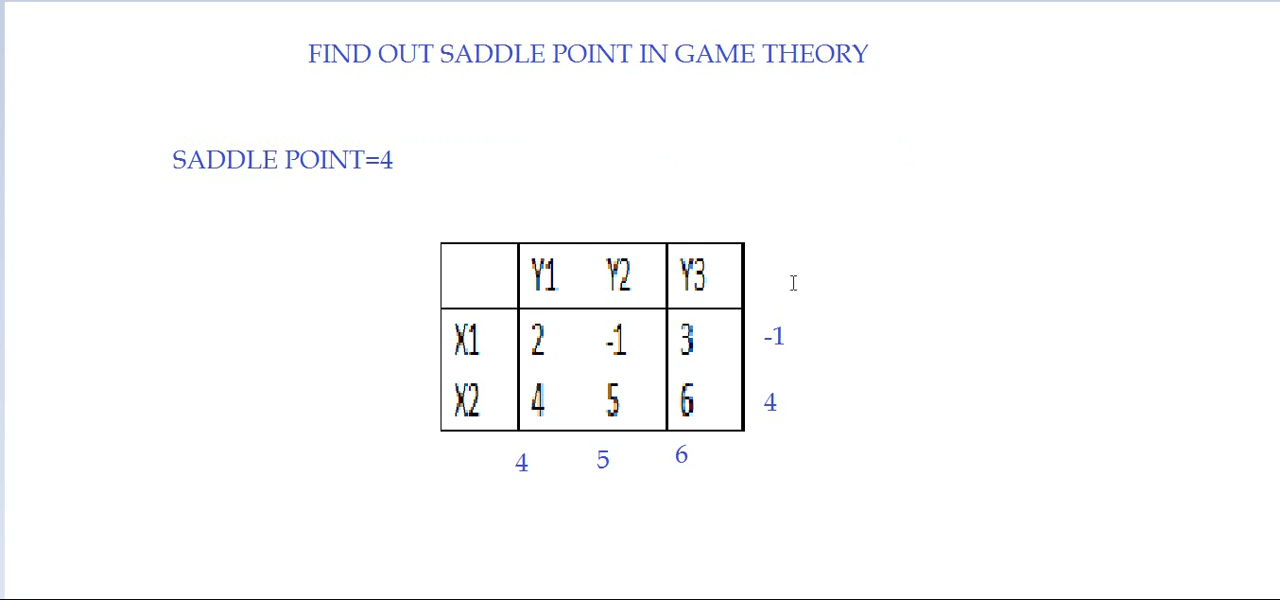 FIND OUT SADDLE POINT IN GAME THEORY
SADDLE POINT=4
Y1 Y2 Y3
X1 2 -1 3 -1
X2 4 5 6 4
4 5 6